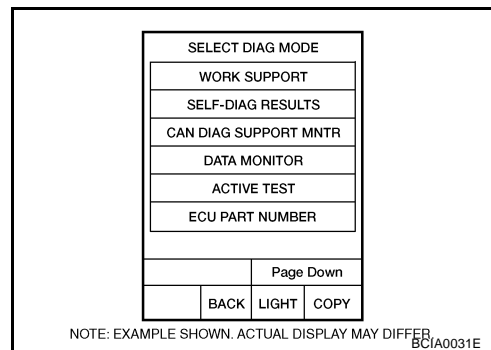 SELECT DIAG MODE
WORK SUPPORT
SELF-DIAG RESULTS
CAN DIAG SUPPORT MNTR
DATA MONITOR
ACTIVE TEST
ECU PART NUMBER
Page Down
BACK LIGHT COPY
NOTE: EXAMPLE SHOWN. ACTUAL DISPLAY MAY DIFFER.
BCIA0031E